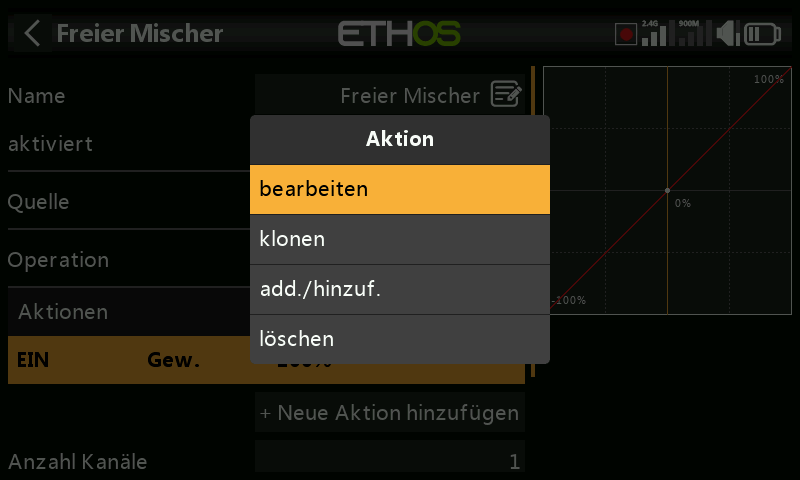 Freier Mischer
ETHOS
2.4G
900M
Name
Freier Mischer
aktiviert
Quelle
Operation
Aktionen
EIN Gew. 100%
+ Neue Aktion hinzufügen
Anzahl Kanäle
1
Aktion
bearbeiten
klonen
add./hinzuf.
löschen
100%
0%
-100%